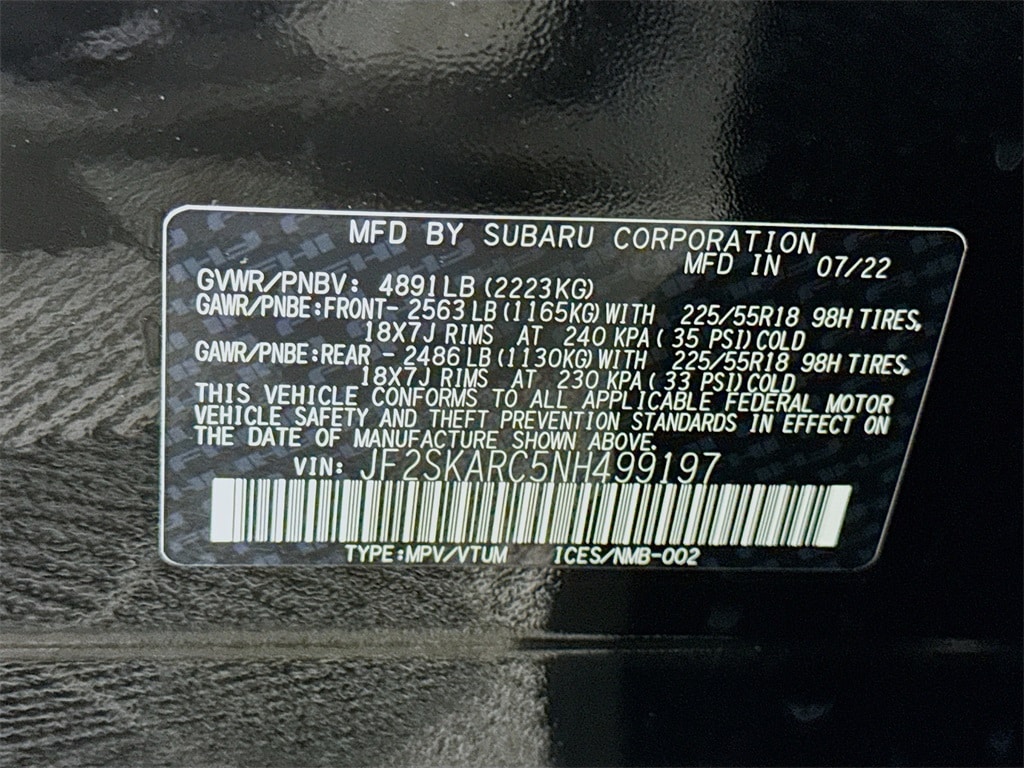 MFD BY SUBARU CORPORATION
MFD IN 07/22
GVWR/PNBV: 4891LB (2223KG)
GAWR/PNBE:FRONT- 2563 LB (1165KG) WITH 225/55R18 98H TIRES,
18X7J RIMS AT 240 KPA ( 35 PSI) COLD
GAWR/PNBE:REAR - 2486 LB (1130KG) WITH 225/55R18 98H TIRES,
18X7J RIMS AT 230 KPA ( 33 PSI) COLD
THIS VEHICLE CONFORMS TO ALL APPLICABLE FEDERAL MOTOR
VEHICLE SAFETY AND THEFT PREVENTION STANDARDS IN EFFECT ON
THE DATE OF MANUFACTURE SHOWN ABOVE.
VIN: JF2SKARC5NH499197
TYPE:MPV/VTUM ICES/NMB-002